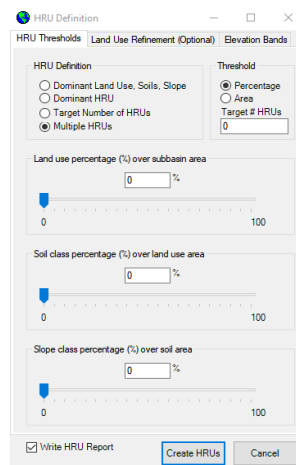 HRU Definition
HRU Thresholds Land Use Refinement (Optional) Elevation Bands
HRU Definition
Threshold
Dominant Land Use, Soils, Slope
Dominant HRU
Target Number of HRUs
Multiple HRUs
Percentage
Area
Target # HRUs
0
Land use percentage (%) over subbasin area
0 %
0 100
Soil class percentage (%) over land use area
0 %
0 100
Slope class percentage (%) over soil area
0 %
0 100
Write HRU Report
Create HRUs
Cancel